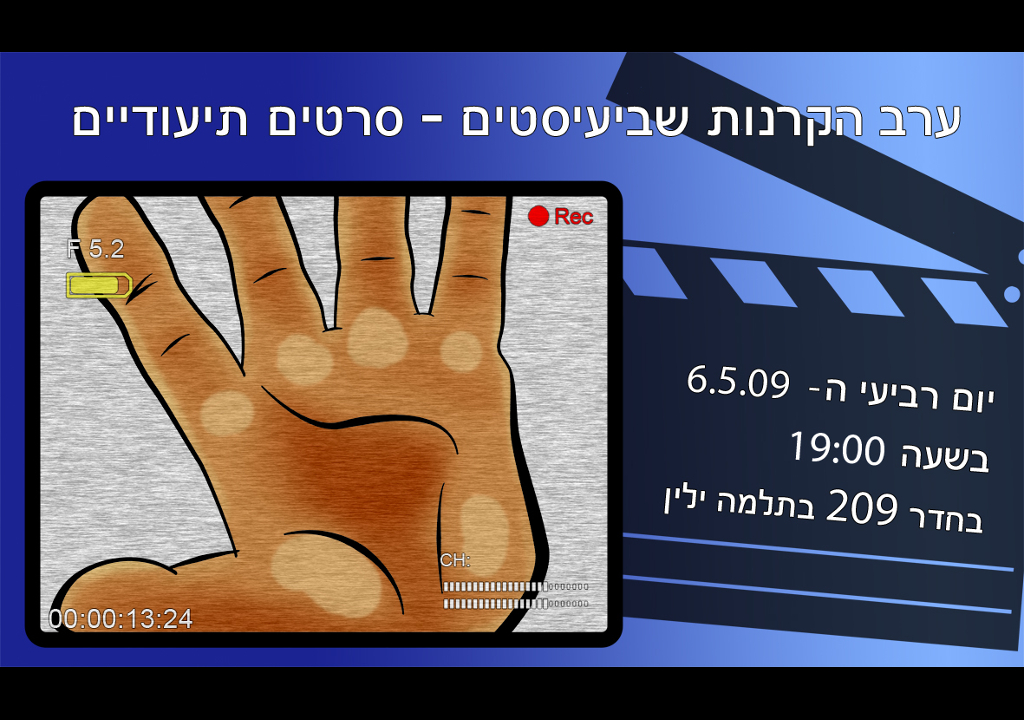 ערב הקרנות שביעיסטים - סרטים תיעודיים
Rec
F 5.2
יום רביעי ה- 6.5.09
בשעה 19:00
בחדר 209 בתלמה ילין
CH:
00:00:13:24